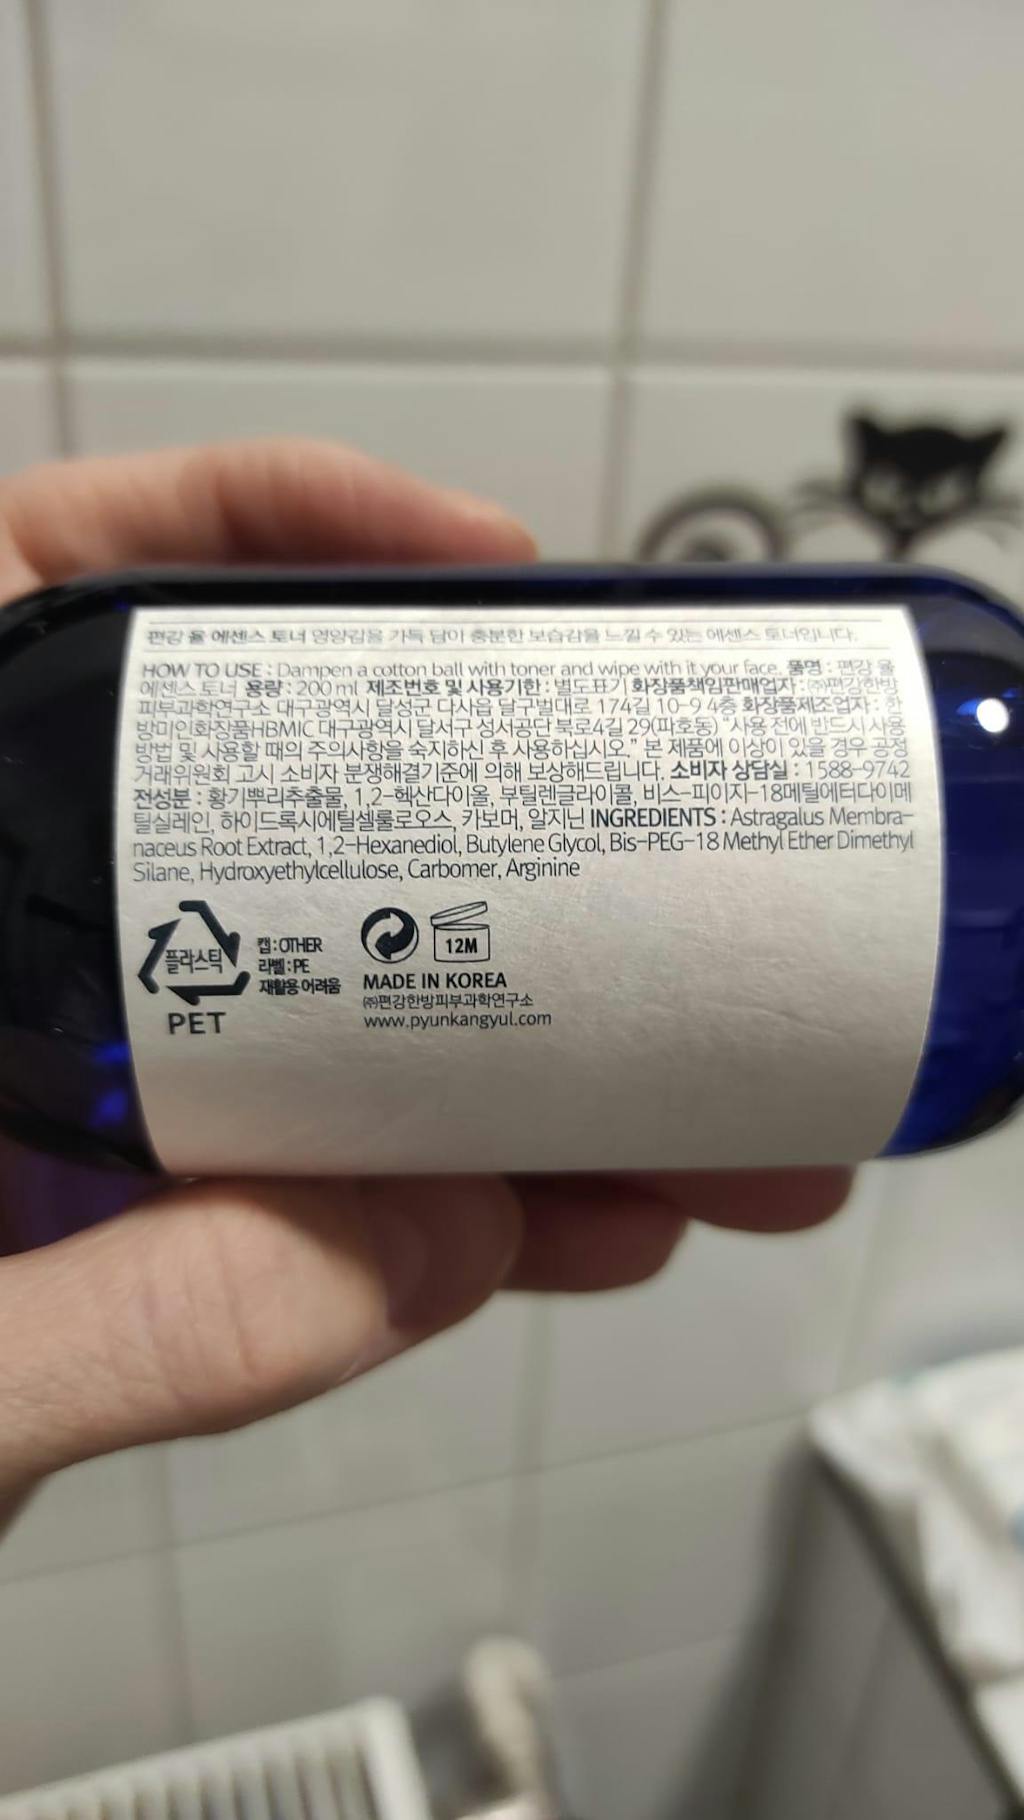 편강 율 에센스 토너 영양감을 가득 담아 충분한 보습감을 느낄 수 있는 에센스 토너입니다.
HOW TO USE : Dampen a cotton ball with toner and wipe with it your face. 품명 : 편강 율
에센스 토너 용량 : 200 ml 제조번호 및 사용기한 : 별도표기 화장품책임판매업자 : ㈜편강한방
피부과학연구소 대구광역시 달성군 다사읍 달구벌대로 174길 10-9 4층 화장품제조업자 : 한
방미인화장품HBMIC 대구광역시 달서구 성서공단 북로4길 29(파호동) “사용 전에 반드시 사용
방법 및 사용할 때의 주의사항을 숙지하신 후 사용하십시오.” 본 제품에 이상이 있을 경우 공정
거래위원회 고시 소비자 분쟁해결기준에 의해 보상해드립니다. 소비자 상담실 : 1588-9742
전성분 : 황기뿌리추출물, 1,2-헥산다이올, 부틸렌글라이콜, 비스-피이지-18메틸에터다이메
틸실레인, 하이드록시에틸셀룰로오스, 카보머, 알지닌 INGREDIENTS : Astragalus Membra-
naceus Root Extract, 1,2-Hexanediol, Butylene Glycol, Bis-PEG-18 Methyl Ether Dimethyl
Silane, Hydroxyethylcellulose, Carbomer, Arginine
플라스틱
PET
캡 : OTHER
라벨 : PE
재활용 어려움
12M
MADE IN KOREA
㈜편강한방피부과학연구소
www.pyunkangyul.com